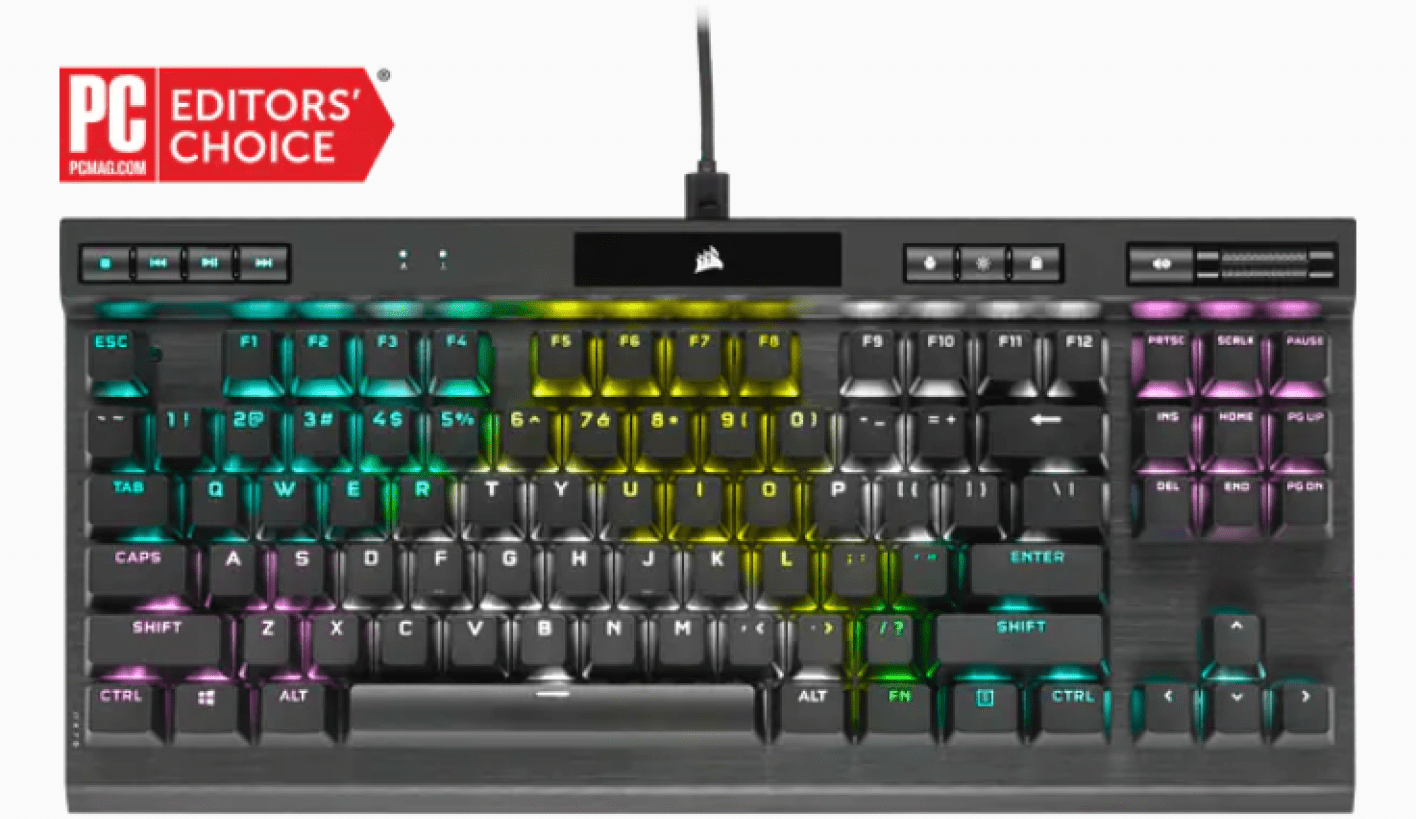 PC
PCMAG.COM
EDITORS’
CHOICE
®
ESC F1 F2 F3 F4 F5 F6 F7 F8 F9 F10 F11 F12 PRTSC SCRLK PAUSE
1! 2@ 3# 4$ 5% 6^ 7& 8* 9( 0) -_ =+ INS HOME PG UP
TAB Q W E R T Y U I O P [{ ]} \| DEL END PG DN
CAPS A S D F G H J K L ;: '" ENTER
SHIFT Z X C V B N M ,< .> /? SHIFT
CTRL ALT ALT FN CTRL